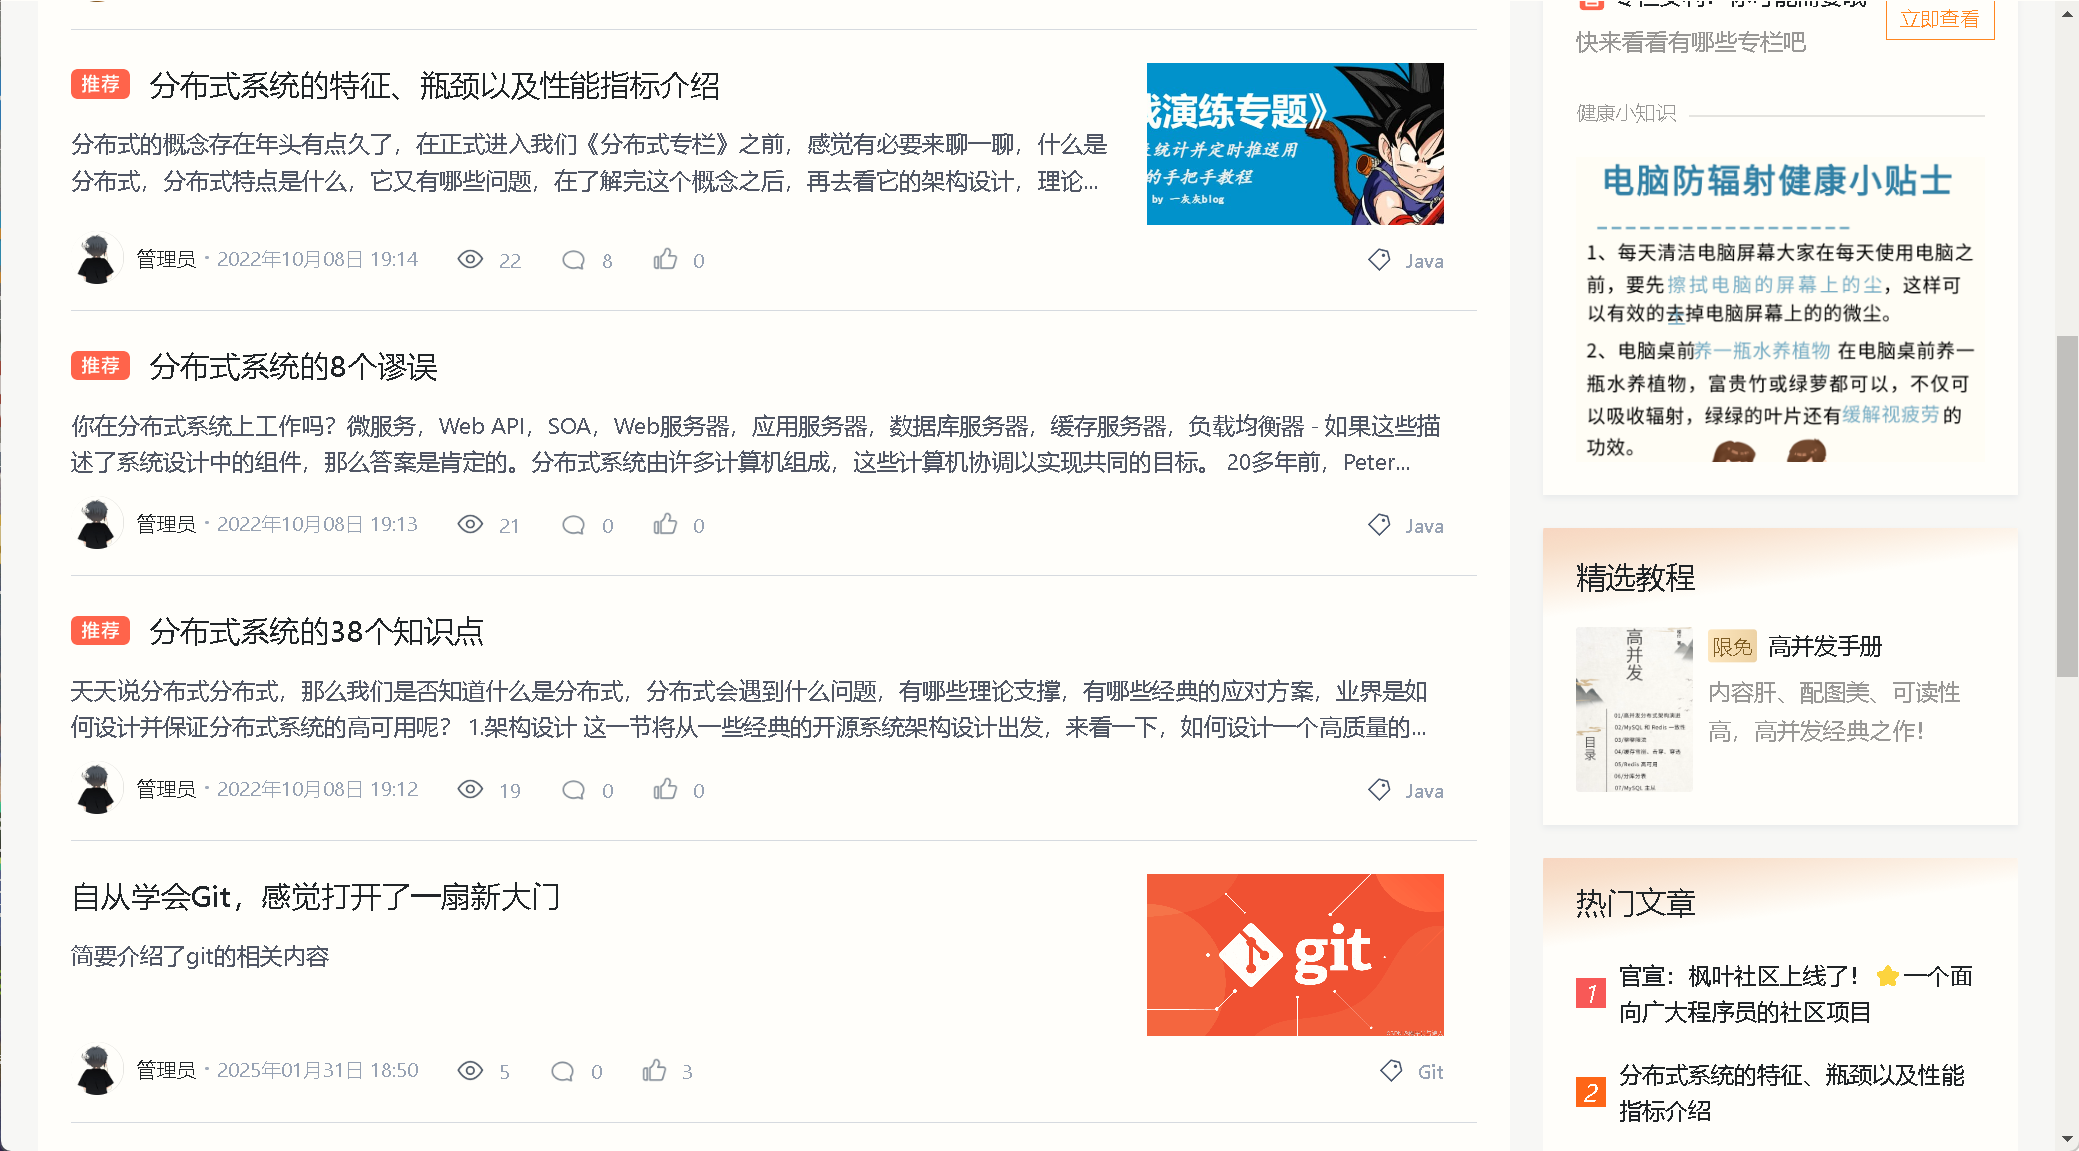 推荐 分布式系统的特征、瓶颈以及性能指标介绍
分布式的概念存在年头有点久了，在正式进入我们《分布式专栏》之前，感觉有必要来聊一聊，什么是
分布式，分布式特点是什么，它又有哪些问题，在了解完这个概念之后，再去看它的架构设计，理论...
演练专题》
统计并定时推送用
的手把手教程
by 一灰灰blog
管理员 · 2022年10月08日 19:14 22 8 0 Java
推荐 分布式系统的8个谬误
你在分布式系统上工作吗？微服务，Web API，SOA，Web服务器，应用服务器，数据库服务器，缓存服务器，负载均衡器 - 如果这些描
述了系统设计中的组件，那么答案是肯定的。分布式系统由许多计算机组成，这些计算机协调以实现共同的目标。 20多年前，Peter...
管理员 · 2022年10月08日 19:13 21 0 0 Java
推荐 分布式系统的38个知识点
天天说分布式分布式，那么我们是否知道什么是分布式，分布式会遇到什么问题，有哪些理论支撑，有哪些经典的应对方案，业界是如
何设计并保证分布式系统的高可用呢？ 1.架构设计 这一节将从一些经典的开源系统架构设计出发，来看一下，如何设计一个高质量的...
管理员 · 2022年10月08日 19:12 19 0 0 Java
自从学会Git，感觉打开了一扇新大门
简要介绍了git的相关内容
git
管理员 · 2025年01月31日 18:50 5 0 3 Git
立即查看
快来看看有哪些专栏吧
健康小知识
电脑防辐射健康小贴士
1、每天清洁电脑屏幕大家在每天使用电脑之
前，要先擦拭电脑的屏幕上的尘，这样可
以有效的去掉电脑屏幕上的的微尘。
2、电脑桌前养一瓶水养植物 在电脑桌前养一
瓶水养植物，富贵竹或绿萝都可以，不仅可
以吸收辐射，绿绿的叶片还有缓解视疲劳的
功效。
精选教程
高并发
目录
01/高并发分布式架构演进
02/MySQL 和 Redis 一致性
05/Redis 高可用
06/分库分表
07/MySQL 主从
限免 高并发手册
内容肝、配图美、可读性
高，高并发经典之作！
热门文章
1 官宣：枫叶社区上线了！⭐一个面
向广大程序员的社区项目
2 分布式系统的特征、瓶颈以及性能
指标介绍